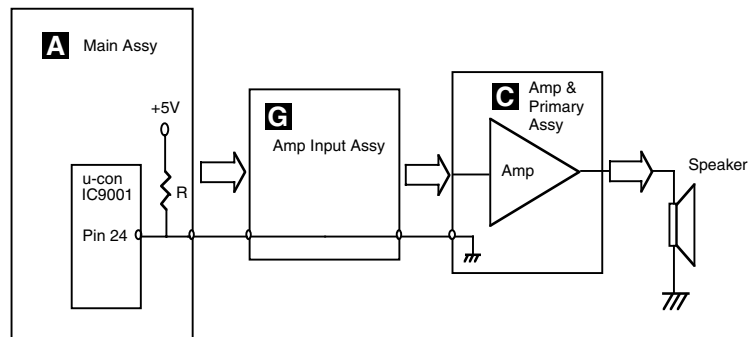 A Main Assy
+5V
R
u-con
IC9001
Pin 24
G
Amp Input Assy
C Amp &
Primary
Assy
Amp
Speaker